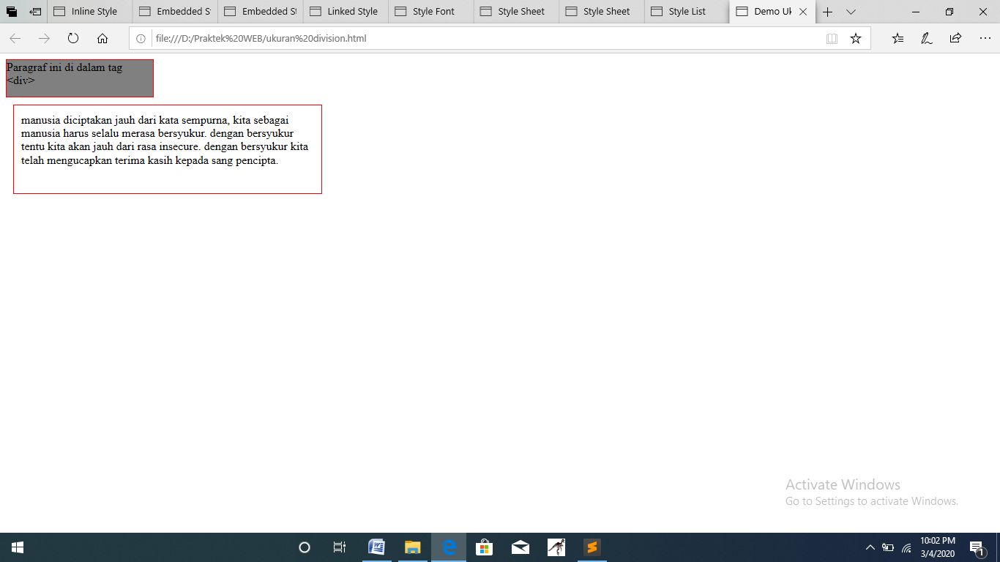 Inline Style
Embedded S
Embedded St
Linked Style
Style Font
Style Sheet
Style Sheet
Style List
Demo Uk
file:///D:/Praktek%20WEB/ukuran%20division.html
Paragraf ini di dalam tag
<div>
manusia diciptakan jauh dari kata sempurna, kita sebagai
manusia harus selalu merasa bersyukur. dengan bersyukur
tentu kita akan jauh dari rasa insecure. dengan bersyukur kita
telah mengucapkan terima kasih kepada sang pencipta.
Activate Windows
Go to Settings to activate Windows.
10:02 PM
3/4/2020
1